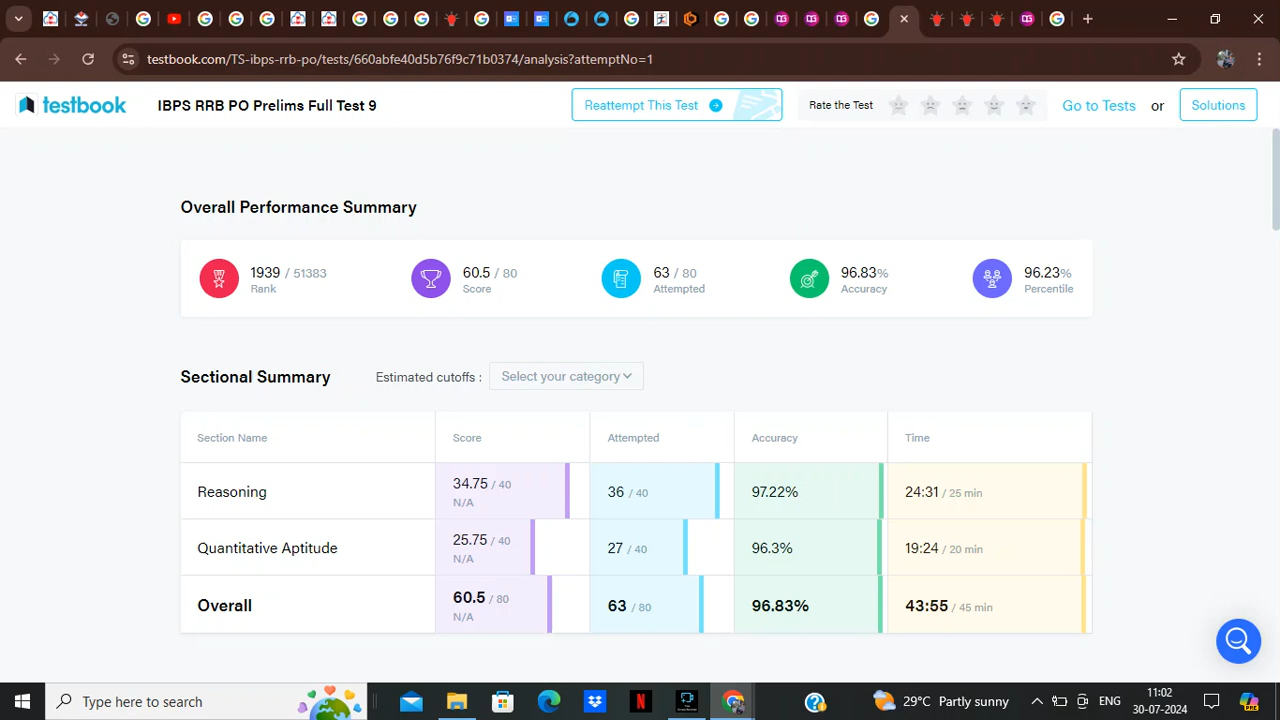 testbook.com/TS-ibps-rrb-po/tests/660abfe40d5b76f9c71b0374/analysis?attemptNo=1
testbook IBPS RRB PO Prelims Full Test 9 Reattempt This Test Rate the Test Go to Tests or Solutions
Overall Performance Summary
1939 / 51383 60.5 / 80 63 / 80 96.83% 96.23%
Rank Score Attempted Accuracy Percentile
Sectional Summary Estimated cutoffs : Select your category
Section Name Score Attempted Accuracy Time
Reasoning 34.75 / 40 36 / 40 97.22% 24:31 / 25 min
N/A
Quantitative Aptitude 25.75 / 40 27 / 40 96.3% 19:24 / 20 min
N/A
Overall 60.5 / 80 63 / 80 96.83% 43:55 / 45 min
N/A
Type here to search 29°C Partly sunny ENG 11:02
30-07-2024